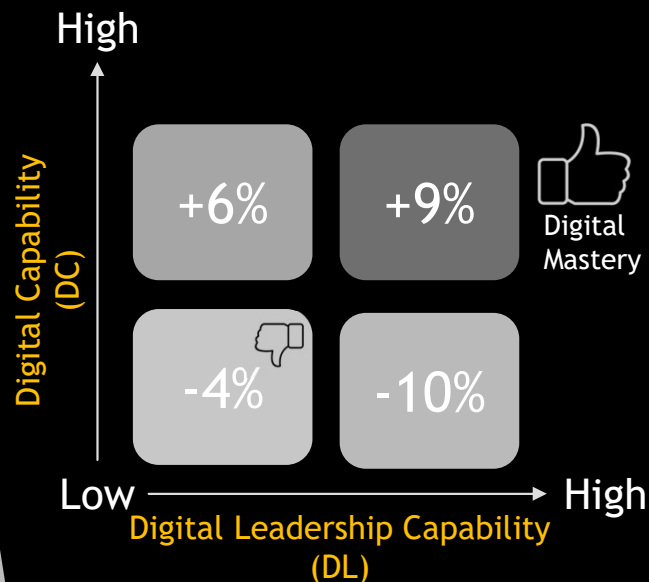 High
Digital Capability
(DC)
+6%
+9%
Digital
Mastery
-4%
-10%
Low
High
Digital Leadership Capability
(DL)